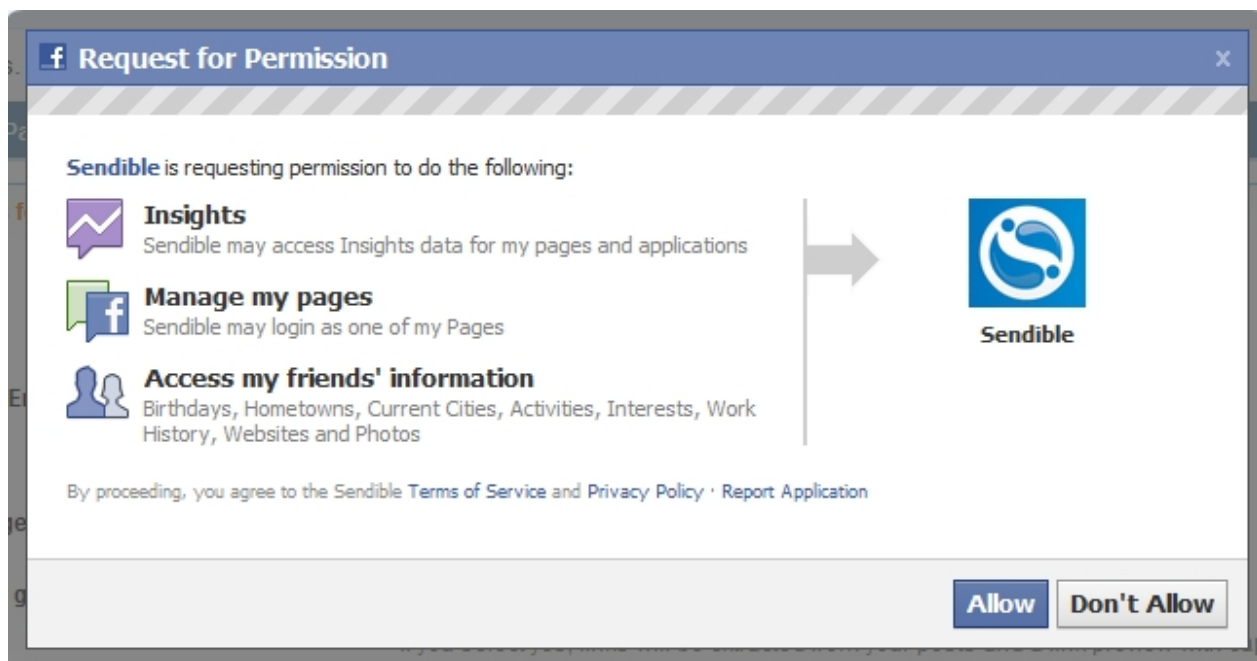 s.
Request for Permission
x
Pa
Sendible is requesting permission to do the following:
f
Insights
Sendible may access Insights data for my pages and applications
Manage my pages
Sendible may login as one of my Pages
Sendible
Access my friends' information
Birthdays, Hometowns, Current Cities, Activities, Interests, Work
History, Websites and Photos
By proceeding, you agree to the Sendible Terms of Service and Privacy Policy · Report Application
ge
g
Allow
Don't Allow